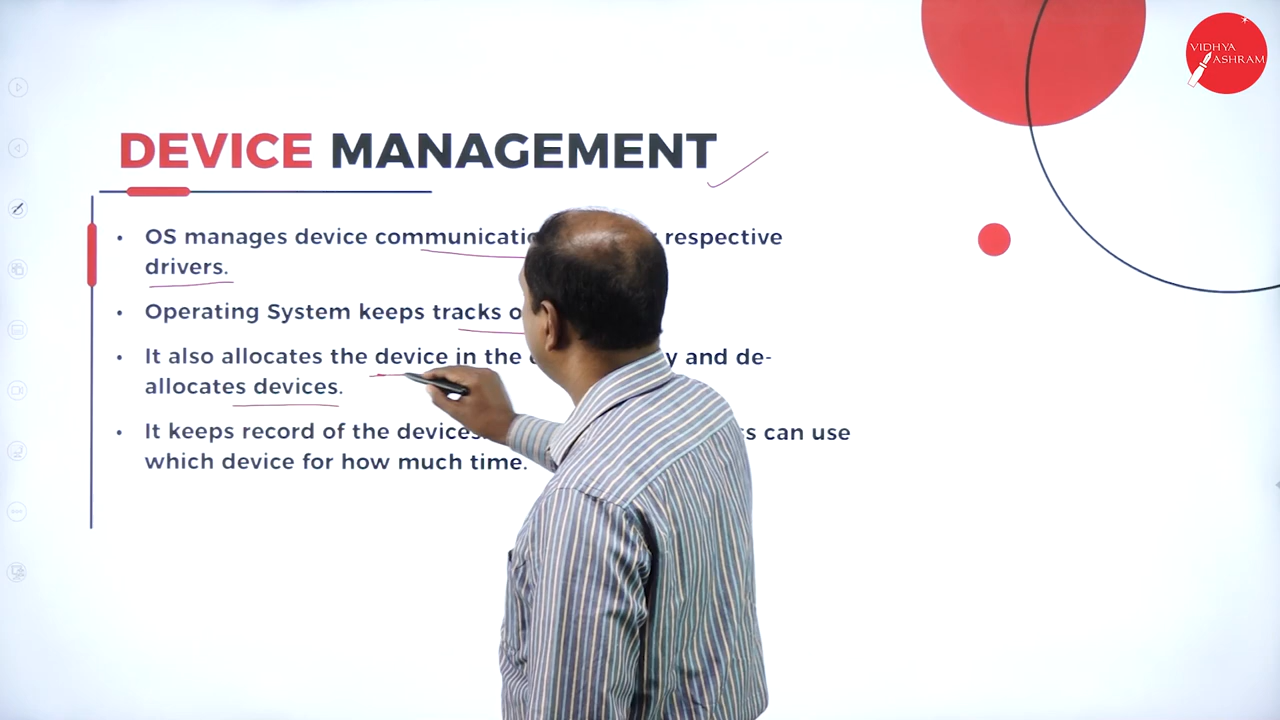 VIDHYA
ASHRAM
DEVICE MANAGEMENT
• OS manages device respective
drivers.
• Operating System keeps tracks
• It also allocates the device in the and de-
allocates devices.
• It keeps record of the devices can use
which device for how much time.